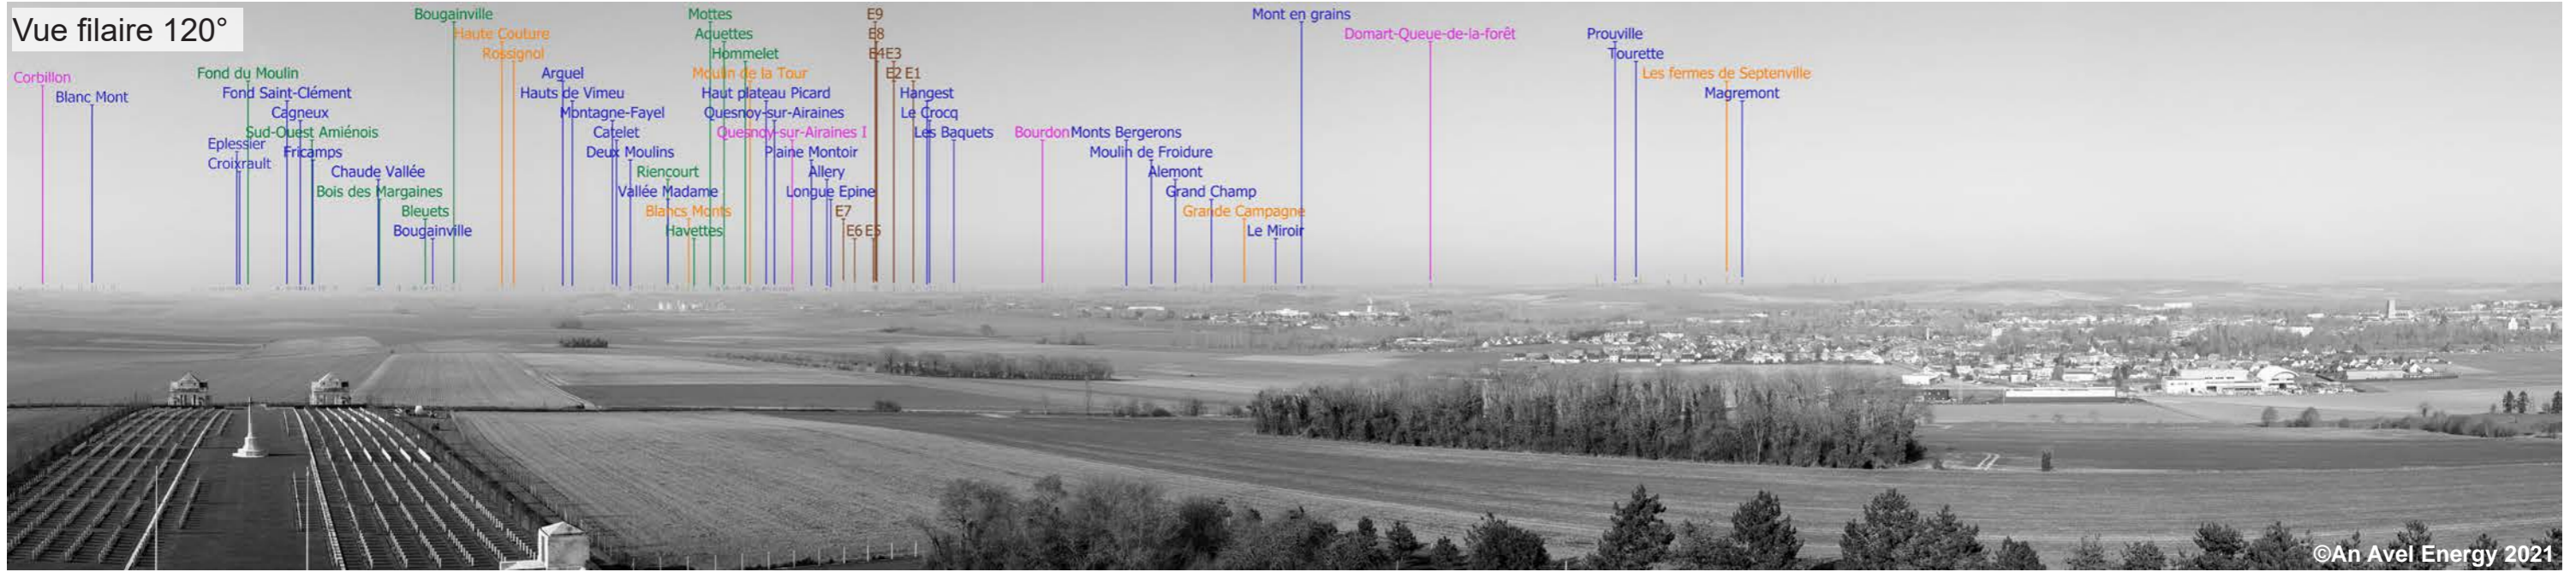 Vue filaire 120°
Bougainville
Mottes
E9
Mont en grains
Haute Couture
Aquettes
E8
Domart-Queue-de-la-forêt
Prouville
Rossignol
Hommelet
E4 E3
Tourette
Corbillon
Fond du Moulin
Arguel
Moulin de la Tour
E2 E1
Les fermes de Septenville
Blanc Mont
Fond Saint-Clément
Hauts de Vimeu
Haut plateau Picard
Hangest
Magremont
Cagneux
Montagne-Fayel
Quesnoy-sur-Airaines
Le Crocq
Sud-Ouest Amiénois
Catelet
Quesnoy-sur-Airaines I
Les Baquets
Bourdon
Monts Bergerons
Eplessier
Fricamps
Deux Moulins
Plaine Montoir
Moulin de Froidure
Croixrault
Chaude Vallée
Riencourt
Allery
Alemont
Bois des Margaines
Vallée Madame
Longue Epine
Grand Champ
Bleuets
Blancs Monts
E7
Grande Campagne
Bougainville
Havettes
E6 E5
Le Miroir
©An Avel Energy 2021